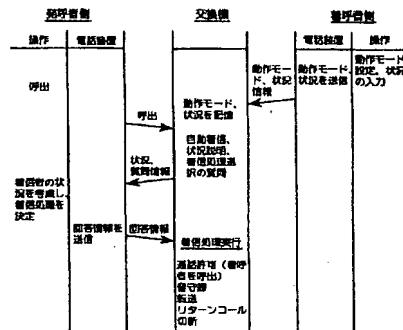 発呼者側
交換機
着呼者側
操作
電話装置
電話装置
操作
呼出
動作モー
ド、状況
情報
動作モード、
状況を送信
動作モード
設定、状況
の入力
呼出
動作モード、
状況を記憶
自動着信、
状況説明、
着信処理選
択の質問
状況、
質問情報
着信者の状
況を考慮し、
着信処理を
決定
回答情報を
送信
回答情報
着信処理実行
通話許可(着呼
者を呼出)
留守録
転送
リターンコール
切断